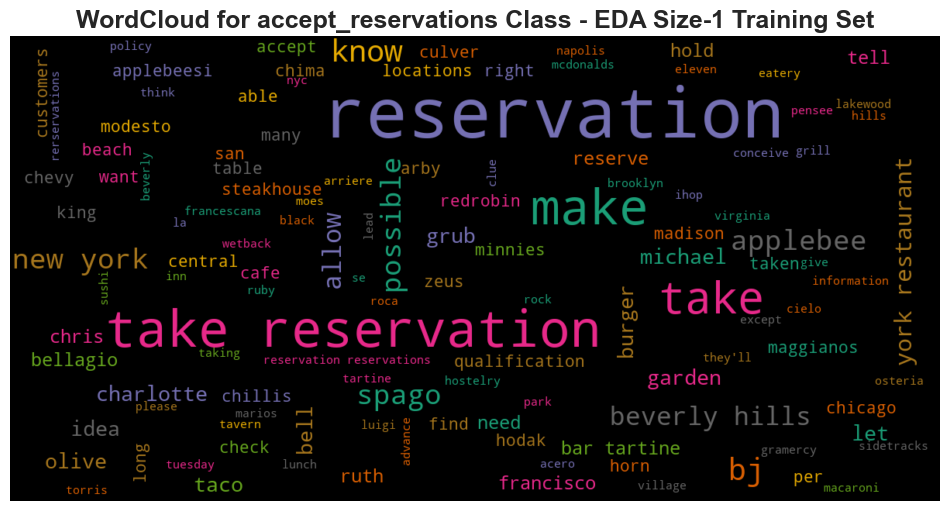 WordCloud for accept_reservations Class - EDA Size-1 Training Set
policy
accept
know
culver
napolis
hold
tell
customers
applebeesi
chima
locations
right
mcdonalds
eleven
eatery
nyc
rerservations
think
able
reservation
pensee
lakewood
hills
modesto
many
beach
san
arby
reserve
conceive
grill
chevy
want
beverly
table
steakhouse
arriere
possible
clue
brooklyn
ihop
york restaurant
king
francescana
moes
redrobin
make
virginia
la
black
allow
lead
grub
madison
applebee
new york
wetback
minnies
michael
taken
give
central
sushi
inn
cafe
se
zeus
information
ruby
roca
rock
burger
take
cielo
chris
take reservation
except
bellagio
taking
reservation reservations
qualification
they'll
maggianos
tartine
hostelry
garden
osteria
charlotte
chillis
spago
park
please
marios
beverly hills
chicago
idea
tavern
bell
luigi
advance
find
need
let
check
hodak
bar tartine
gramercy
sidetracks
olive
long
tuesday
lunch
acero
horn
bj
per
torris
taco
ruth
francisco
village
macaroni